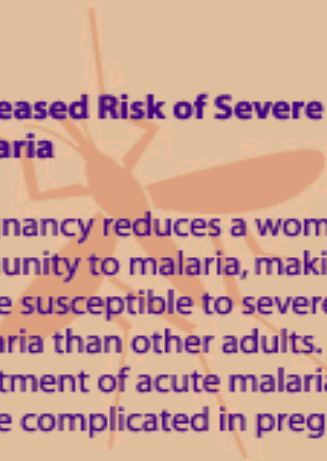 eased Risk of Severe
aria
gnancy reduces a wom
unity to malaria, maki
e susceptible to severe
aria than other adults.
tment of acute malaria
e complicated in preg